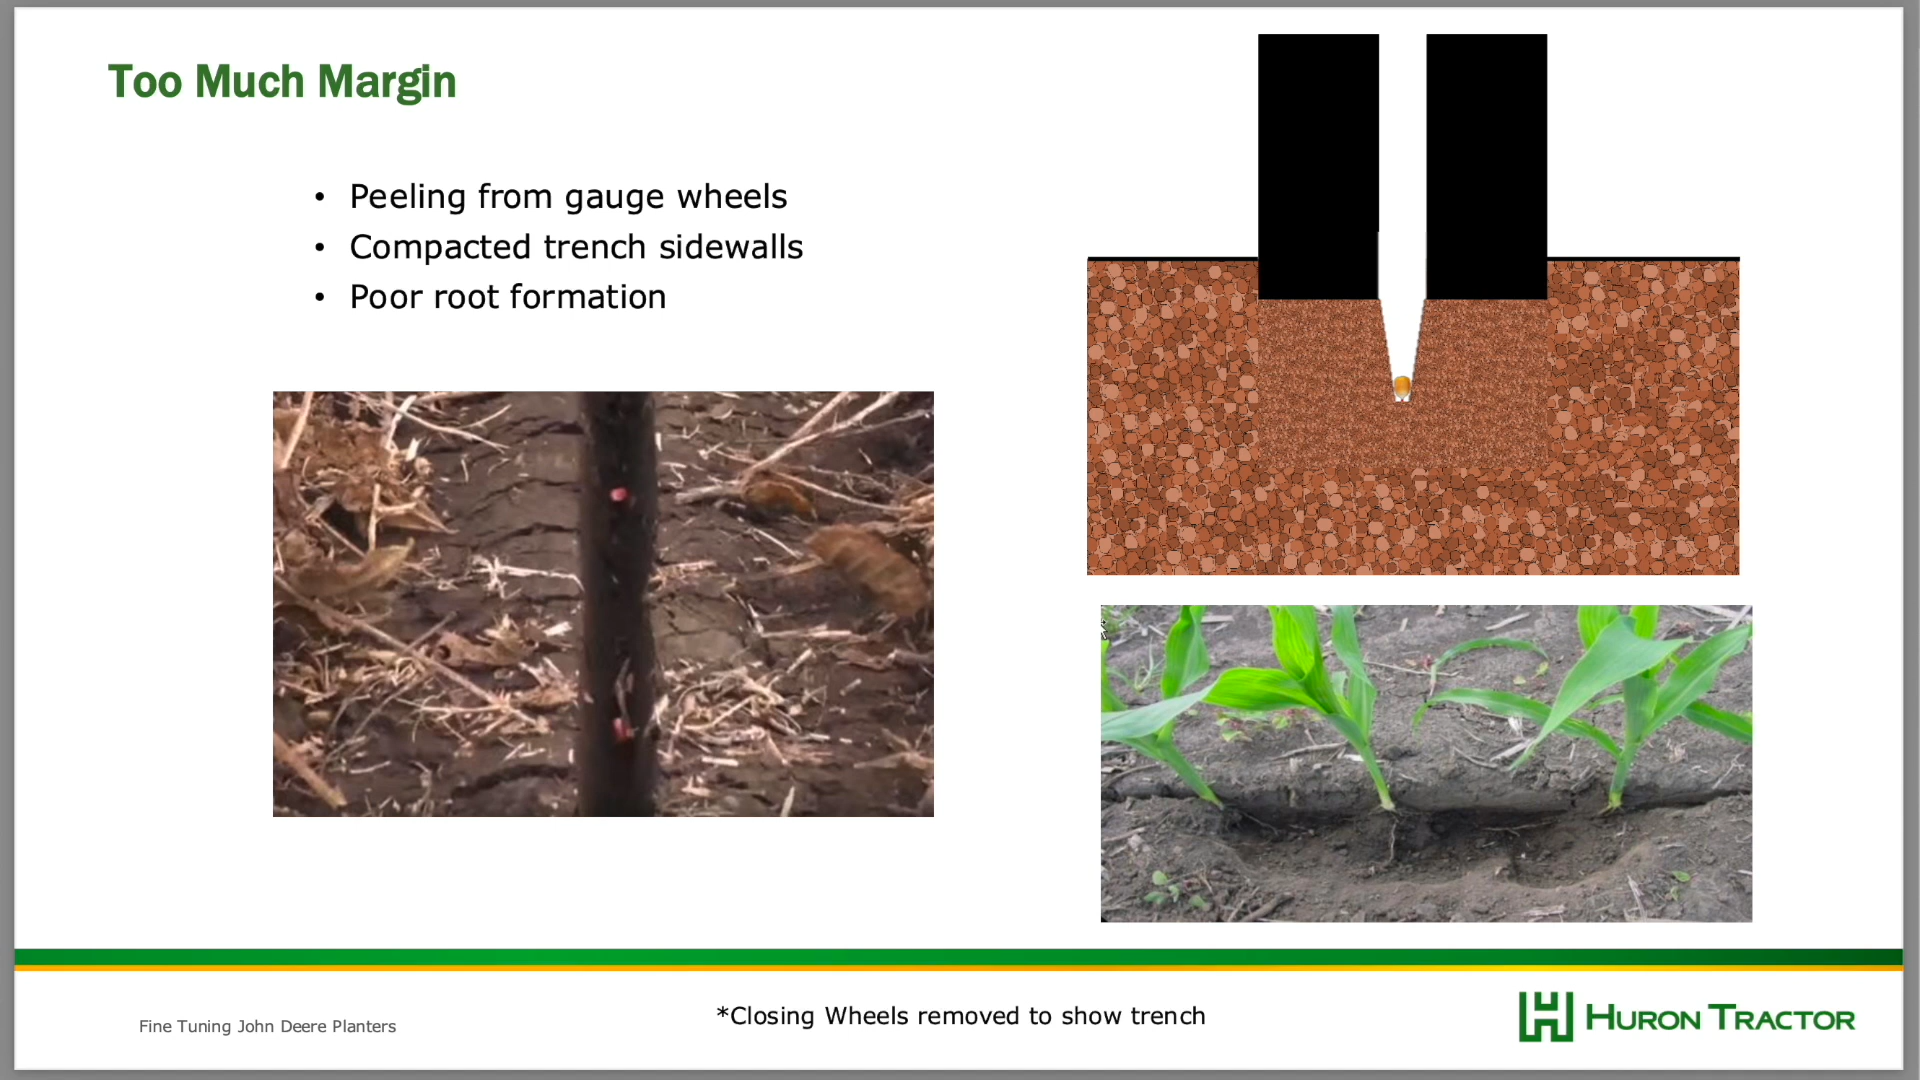 Too Much Margin
• Peeling from gauge wheels
• Compacted trench sidewalls
• Poor root formation
*Closing Wheels removed to show trench
Fine Tuning John Deere Planters
HURON TRACTOR